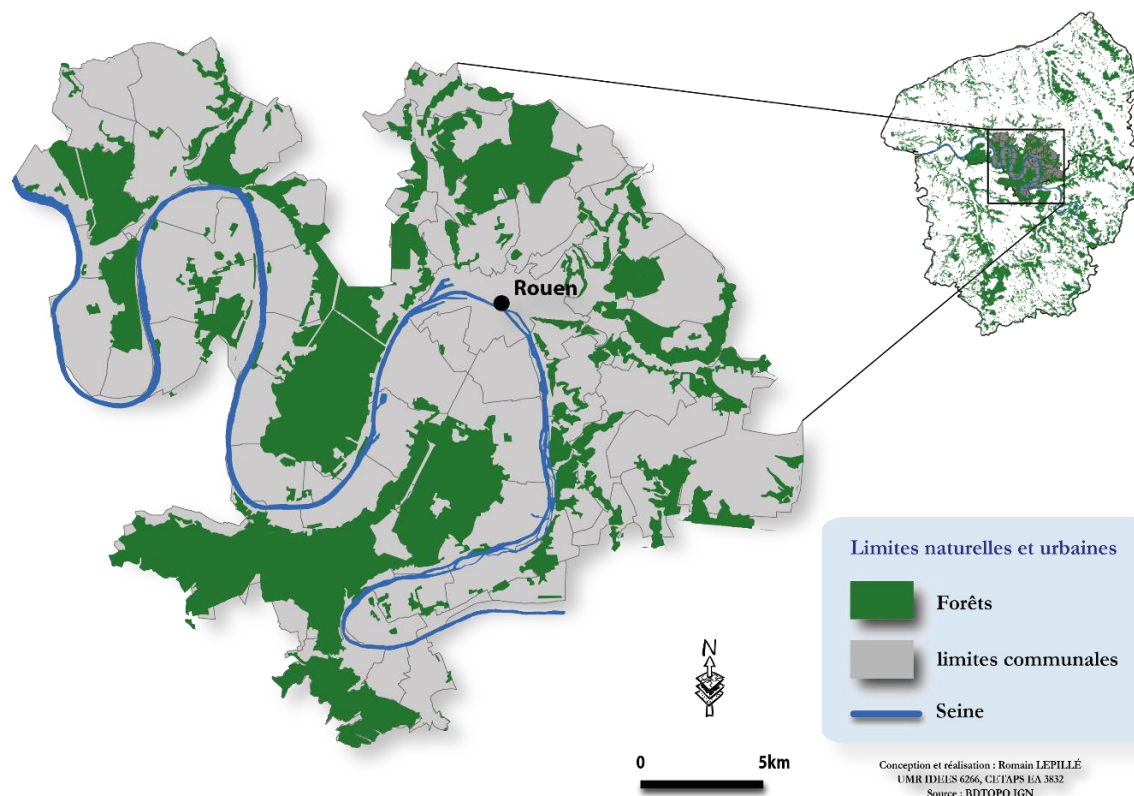 Rouen
Limites naturelles et urbaines
Forêts
limites communales
Seine
N
0 5km
Conception et réalisation : Romain LEPILLÉ
UMR IDEES 6266, CETAPS EA 3832
Source : BDTOPO IGN